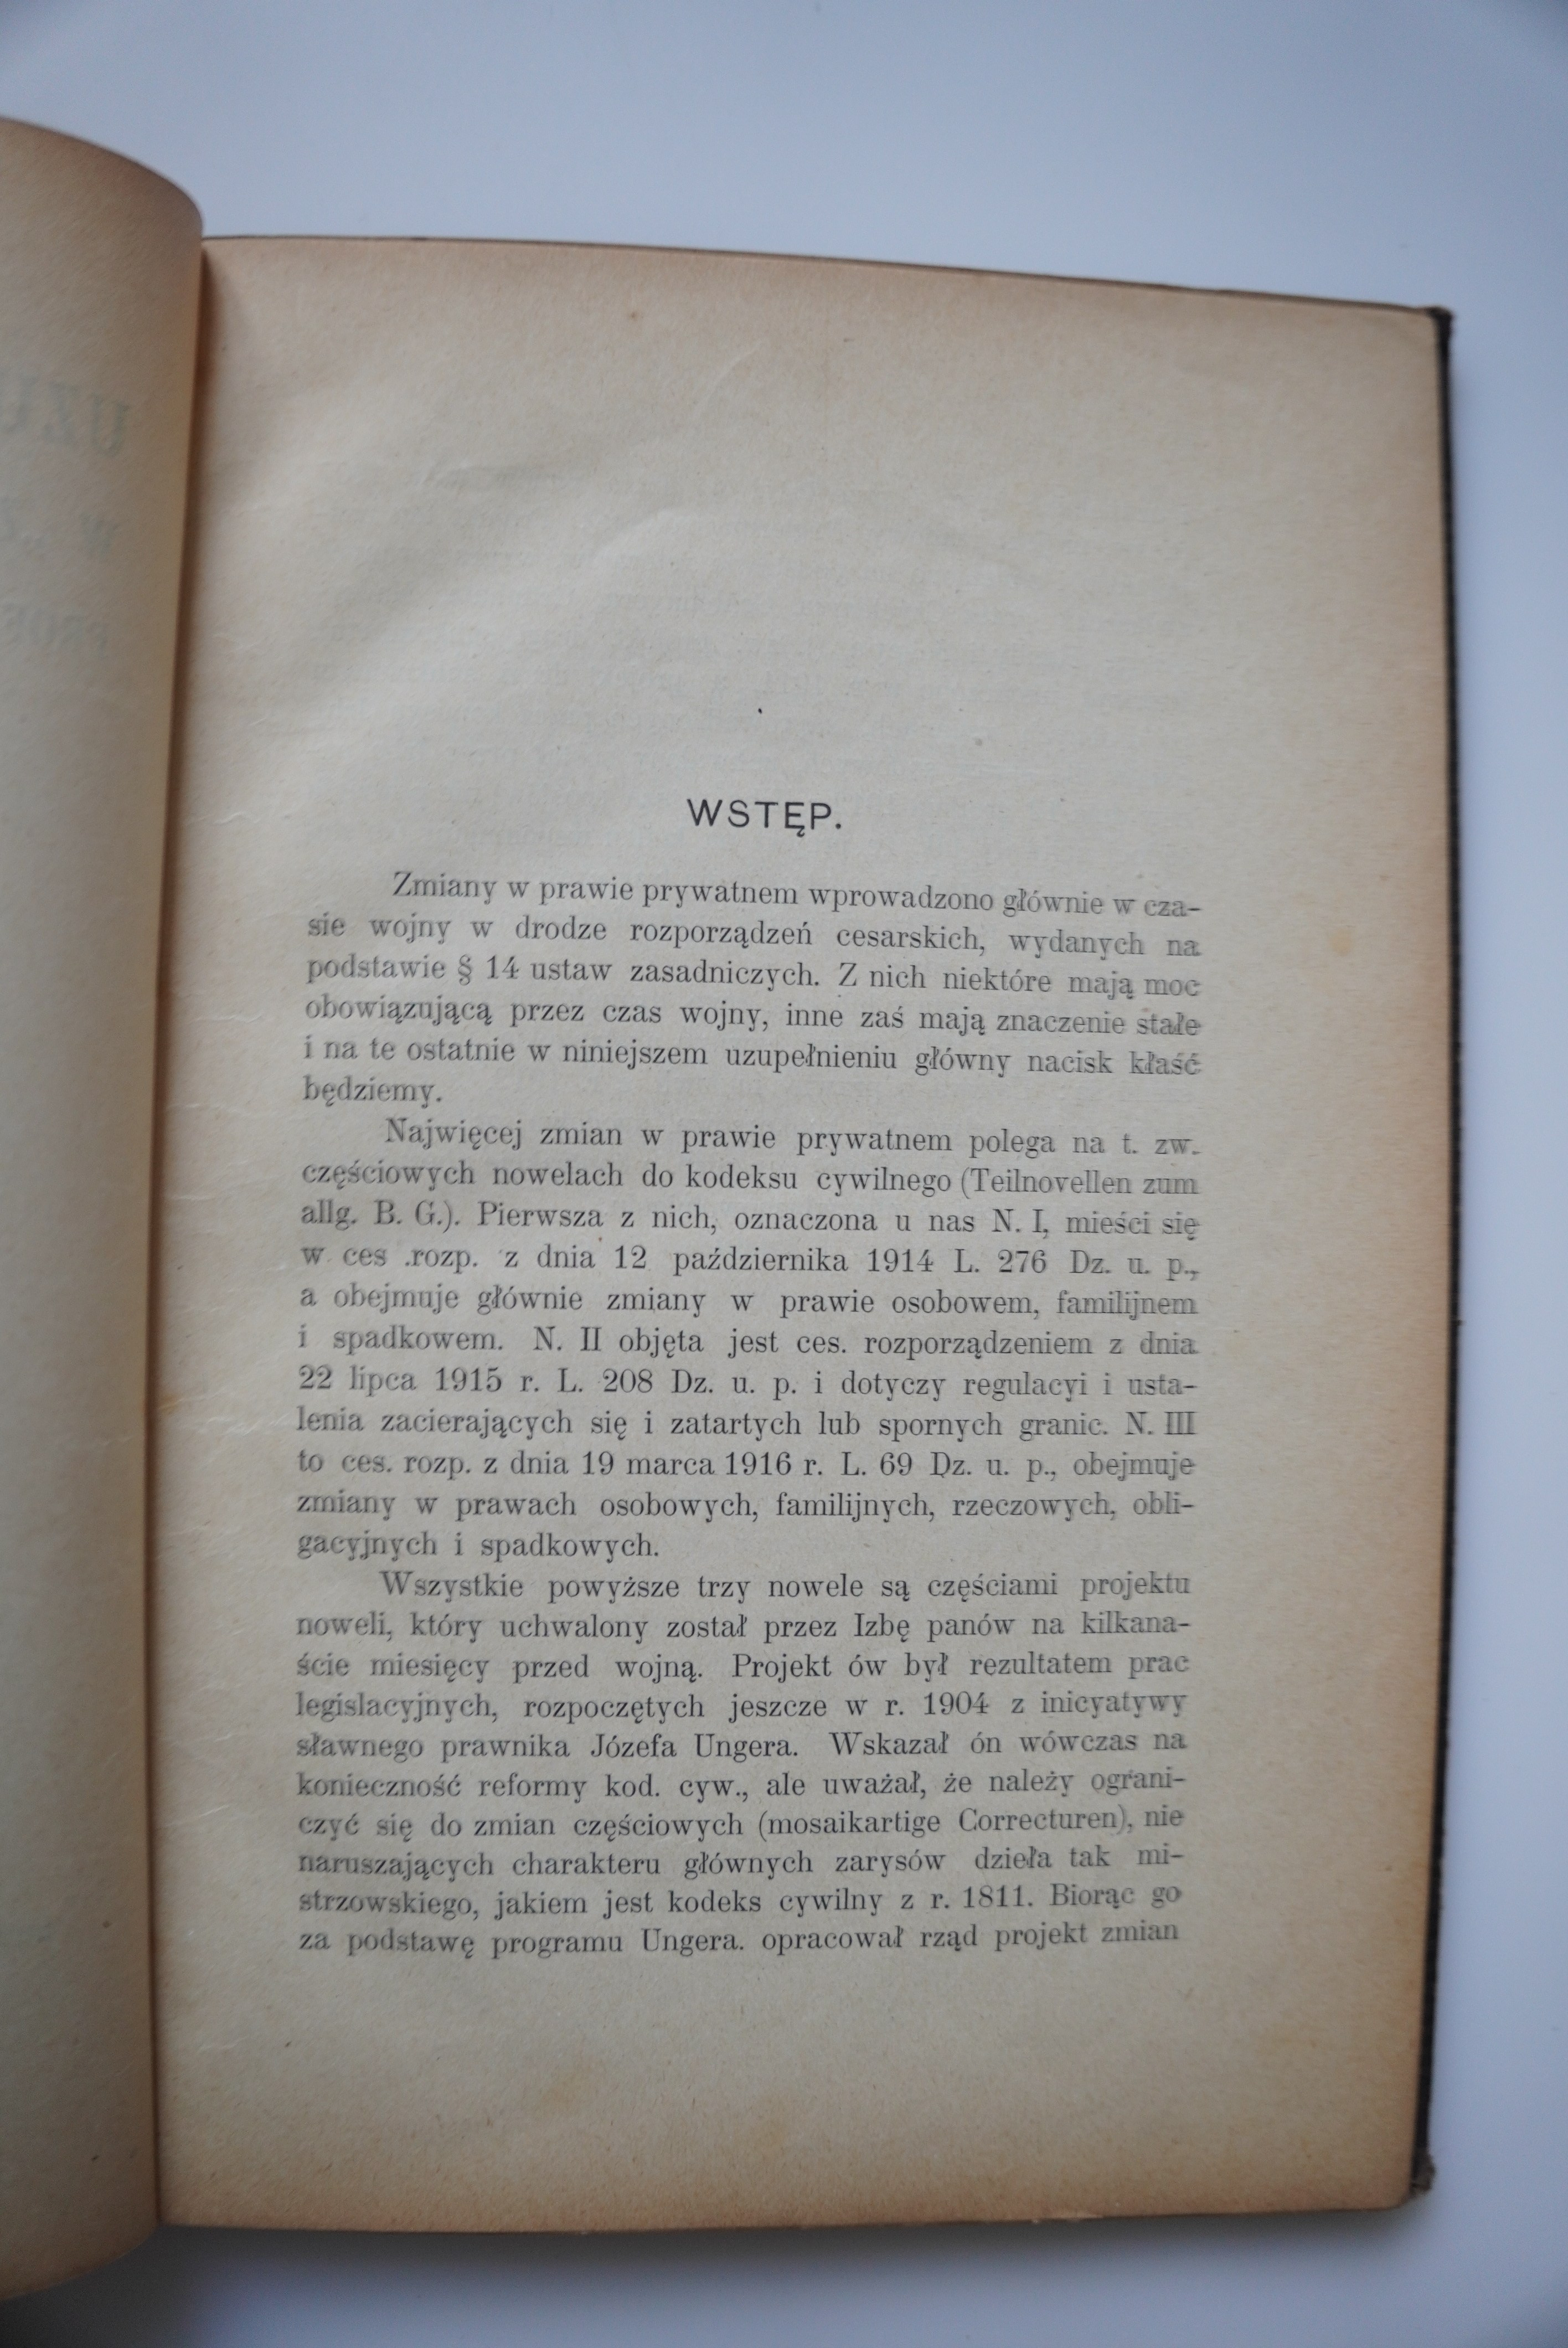 WSTĘP.
Zmiany w prawie prywatnem wprowadzono głównie w cza-
sie wojny w drodze rozporządzeń cesarskich, wydanych na
podstawie § 14 ustaw zasadniczych. Z nich niektóre mają moc
obowiązującą przez czas wojny, inne zaś mają znaczenie stałe
i na te ostatnie w niniejszem uzupełnieniu główny nacisk kłaść
będziemy.
Najwięcej zmian w prawie prywatnem polega na t. zw.
częściowych nowelach do kodeksu cywilnego (Teilnovellen zum
allg. B. G.). Pierwsza z nich, oznaczona u nas N. I, mieści się
w ces .rozp. z dnia 12 października 1914 L. 276 Dz. u. p.,
a obejmuje głównie zmiany w prawie osobowem, familijnem
i spadkowem. N. II objęta jest ces. rozporządzeniem z dnia
22 lipca 1915 r. L. 208 Dz. u. p. i dotyczy regulacyi i usta-
lenia zacierających się i zatartych lub spornych granic. N. III
to ces. rozp. z dnia 19 marca 1916 r. L. 69 Dz. u. p., obejmuje
zmiany w prawach osobowych, familijnych, rzeczowych, obli-
gacyjnych i spadkowych.
Wszystkie powyższe trzy nowele są częściami projektu
noweli, który uchwalony został przez Izbę panów na kilkana-
ście miesięcy przed wojną. Projekt ów był rezultatem prac
legislacyjnych, rozpoczętych jeszcze w r. 1904 z inicyatywy
sławnego prawnika Józefa Ungera. Wskazał ón wówczas na
konieczność reformy kod. cyw., ale uważał, że należy ograni-
czyć się do zmian częściowych (mosaikartige Correcturen), nie
naruszających charakteru głównych zarysów dzieła tak mi-
strzowskiego, jakiem jest kodeks cywilny z r. 1811. Biorąc go
za podstawę programu Ungera. opracował rząd projekt zmian